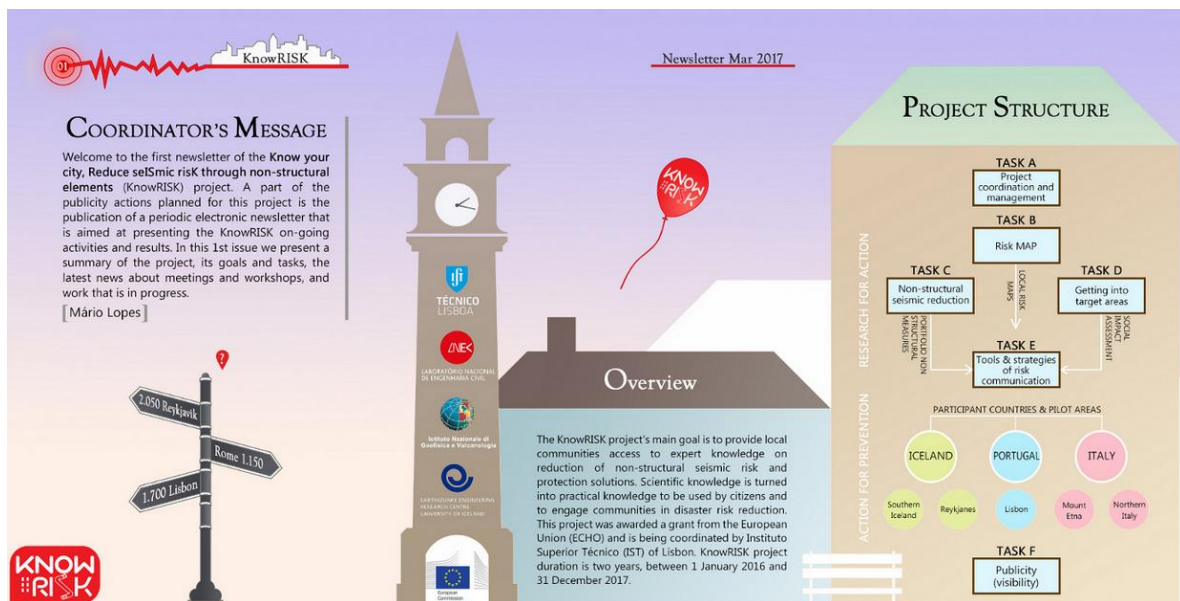 01
KnowRISK
Newsletter Mar 2017
COORDINATOR'S MESSAGE
Welcome to the first newsletter of the Know your
city, Reduce seISmic risK through non-structural
elements (KnowRISK) project. A part of the
publicity actions planned for this project is the
publication of a periodic electronic newsletter that
is aimed at presenting the KnowRISK on-going
activities and results. In this 1st issue we present a
summary of the project, its goals and tasks, the
latest news about meetings and workshops, and
work that is in progress.
[Mário Lopes]
?
2.050 Reykjavik
Rome 1.150
1.700 Lisbon
KNOW
RISK
TÉCNICO
LISBOA
LNEC
LABORATÓRIO NACIONAL
DE ENGENHARIA CIVIL
Istituto Nazionale di
Geofisica e Vulcanologia
EARTHQUAKE ENGINEERING
RESEARCH CENTRE
UNIVERSITY OF ICELAND
European
Commission
KNOW
RISK
Overview
The KnowRISK project's main goal is to provide local
communities access to expert knowledge on
reduction of non-structural seismic risk and
protection solutions. Scientific knowledge is turned
into practical knowledge to be used by citizens and
to engage communities in disaster risk reduction.
This project was awarded a grant from the European
Union (ECHO) and is being coordinated by Instituto
Superior Técnico (IST) of Lisbon. KnowRISK project
duration is two years, between 1 January 2016 and
31 December 2017.
PROJECT STRUCTURE
TASK A
Project
coordination and
management
TASK B
Risk MAP
TASK C
Non-structural
seismic reduction
TASK D
Getting into
target areas
LOCAL RISK
MAPS
PORTFOLIO NON
STRUCTURAL
MEASURES
SOCIAL
IMPACT
ASSESSMENT
TASK E
Tools & strategies
of risk
communication
RESEARCH FOR ACTION
ACTION FOR PREVENTION
PARTICIPANT COUNTRIES & PILOT AREAS
ICELAND
PORTUGAL
ITALY
Southern
Iceland
Reykjanes
Lisbon
Mount
Etna
Northern
Italy
TASK F
Publicity
(visibility)